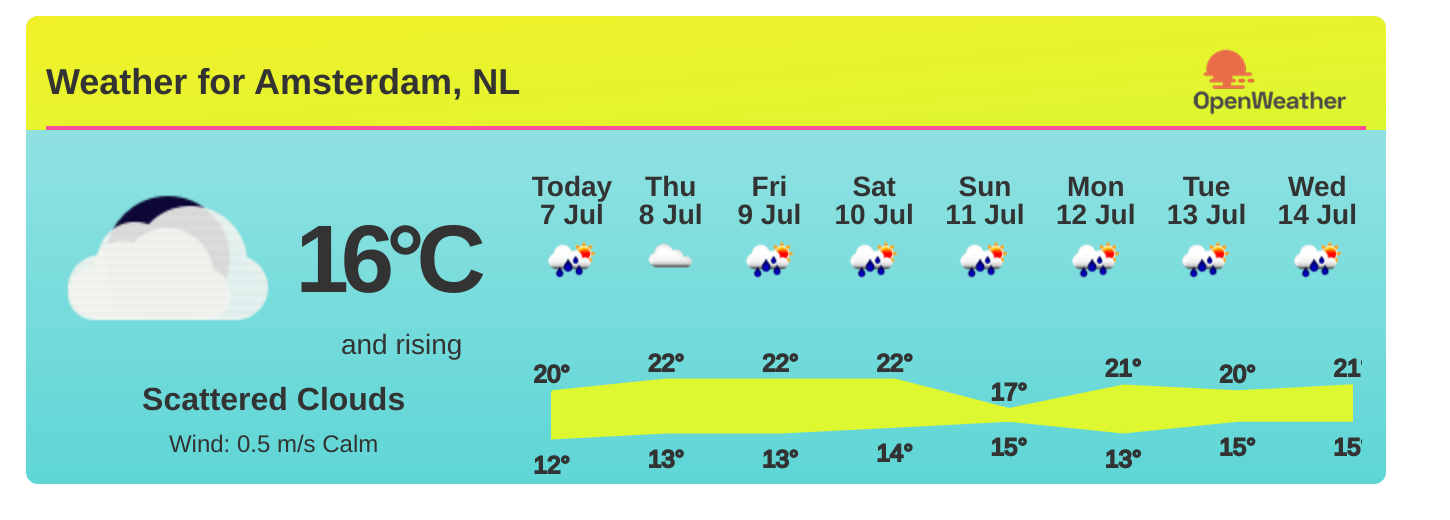 Weather for Amsterdam, NL
OpenWeather
Today Thu Fri Sat Sun Mon Tue Wed
7 Jul 8 Jul 9 Jul 10 Jul 11 Jul 12 Jul 13 Jul 14 Jul
16°C
and rising
Scattered Clouds
Wind: 0.5 m/s Calm
20° 22° 22° 22° 17° 21° 20° 21°
12° 13° 13° 14° 15° 13° 15° 15°